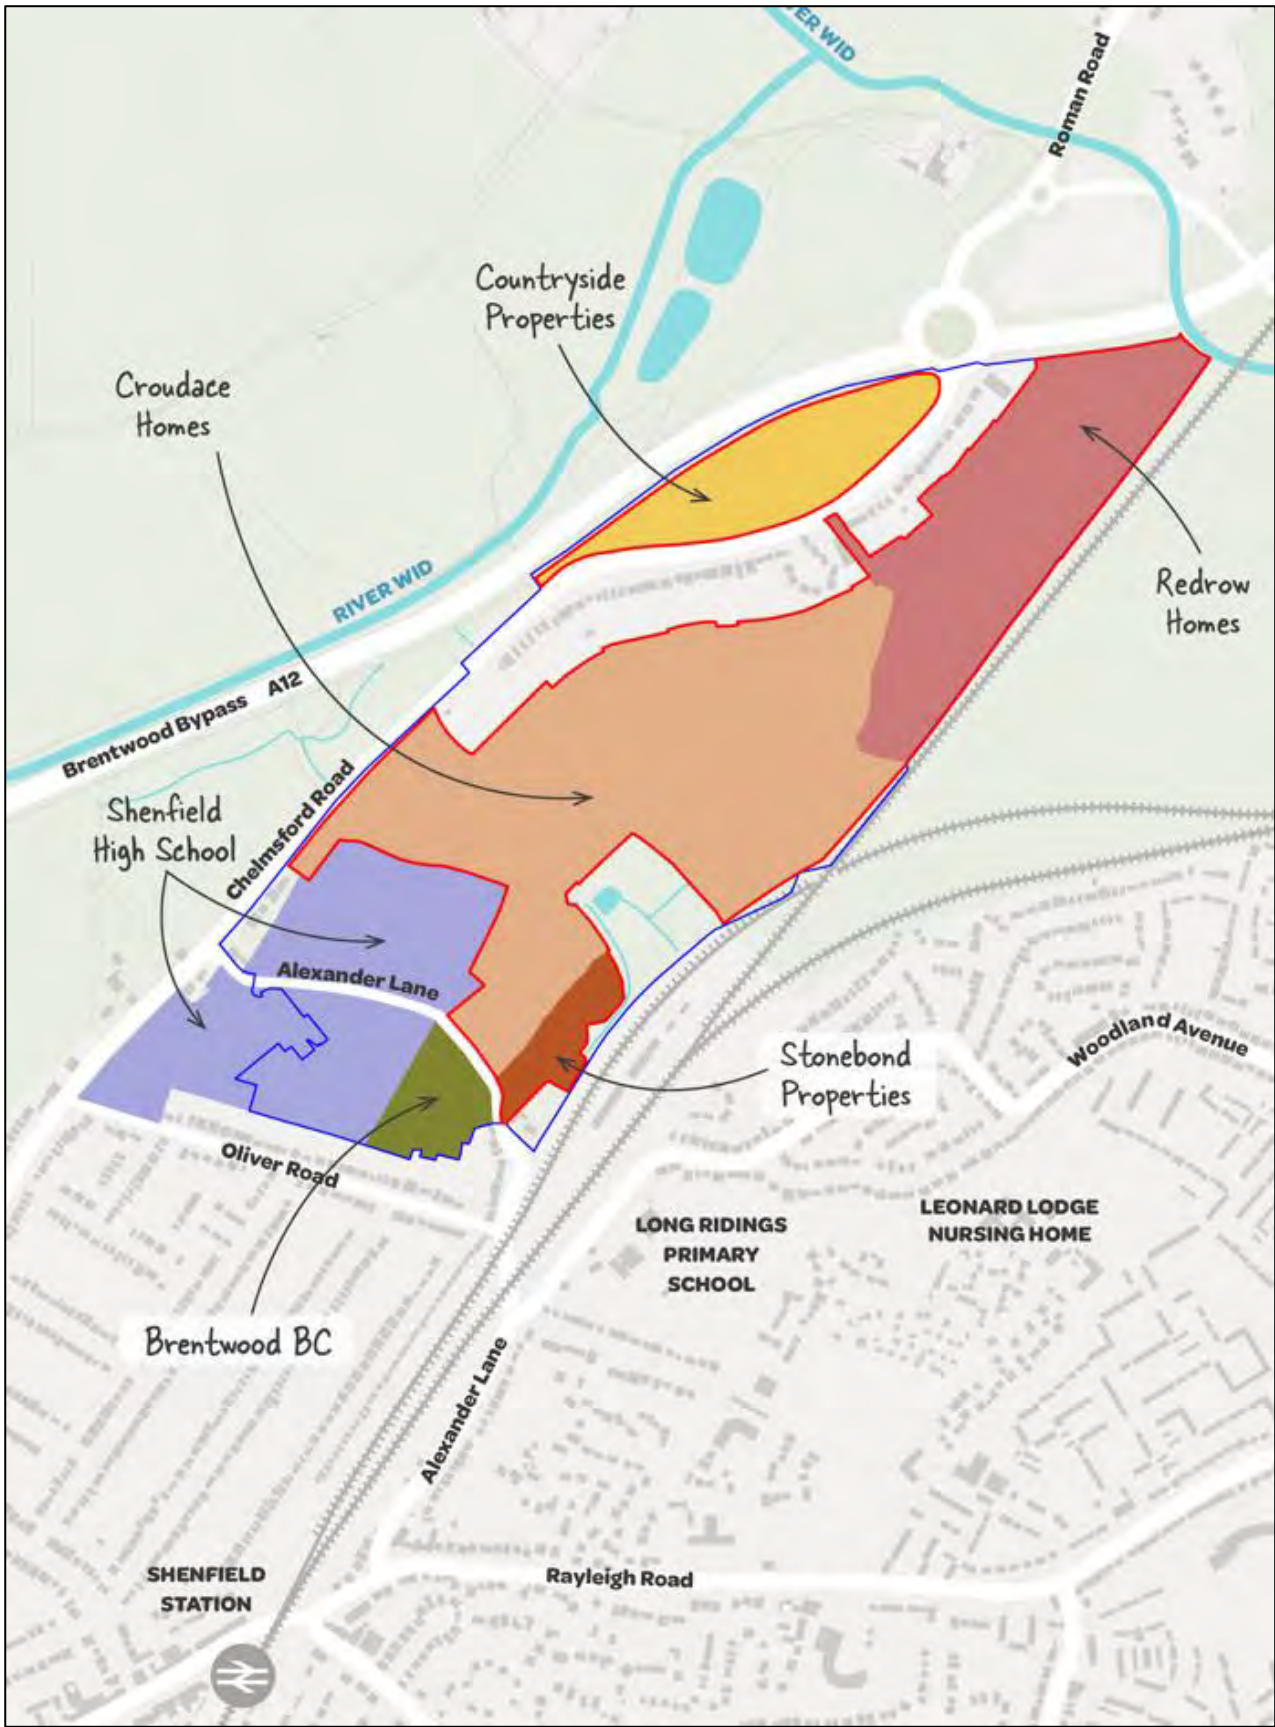 ER WID
Roman Road
Countryside
Properties
Croudace
Homes
RIVER WID
Redrow
Homes
Brentwood Bypass A12
Shenfield
High School
Chelmsford Road
Alexander Lane
Stonebond
Properties
Woodland Avenue
Oliver Road
LONG RIDINGS
PRIMARY
SCHOOL
LEONARD LODGE
NURSING HOME
Brentwood BC
Alexander Lane
SHENFIELD
STATION
Rayleigh Road